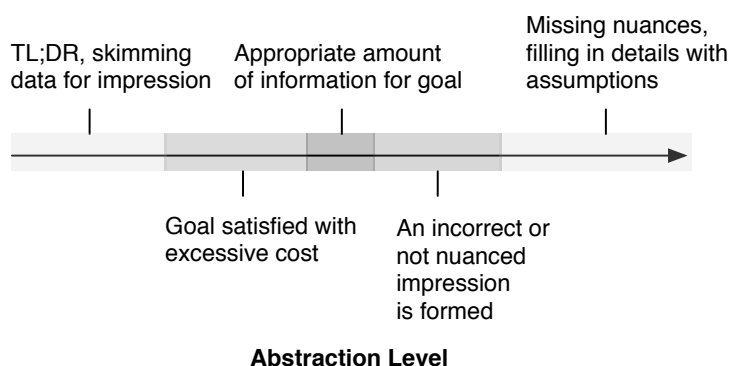 TL;DR, skimming
data for impression
Appropriate amount
of information for goal
Missing nuances,
filling in details with
assumptions
Goal satisfied with
excessive cost
An incorrect or
not nuanced
impression
is formed
Abstraction Level